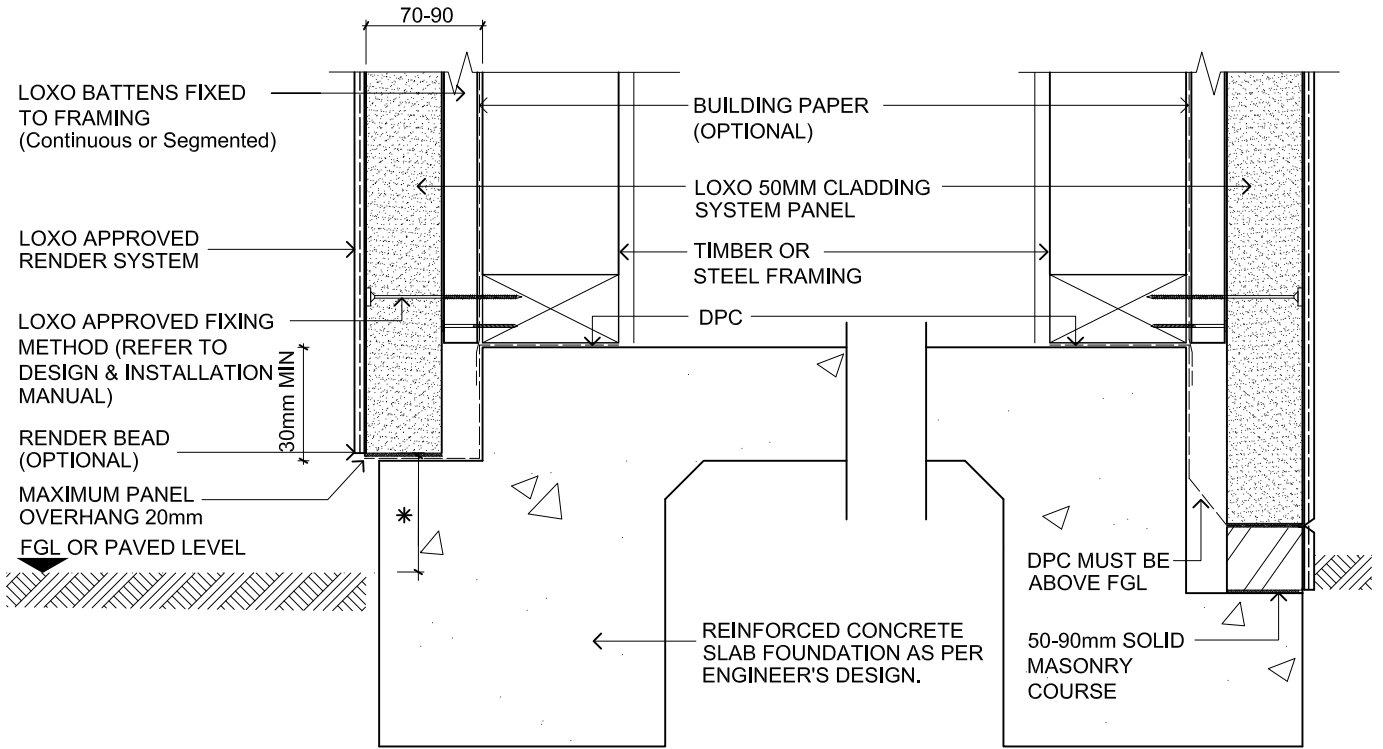 70-90
LOXO BATTENS FIXED
TO FRAMING
(Continuous or Segmented)
BUILDING PAPER
(OPTIONAL)
LOXO 50MM CLADDING
SYSTEM PANEL
LOXO APPROVED
RENDER SYSTEM
TIMBER OR
STEEL FRAMING
LOXO APPROVED FIXING
METHOD (REFER TO
DESIGN & INSTALLATION
MANUAL)
DPC
30mm MIN
RENDER BEAD
(OPTIONAL)
MAXIMUM PANEL
OVERHANG 20mm
*
FGL OR PAVED LEVEL
DPC MUST BE
ABOVE FGL
REINFORCED CONCRETE
SLAB FOUNDATION AS PER
ENGINEER'S DESIGN.
50-90mm SOLID
MASONRY
COURSE